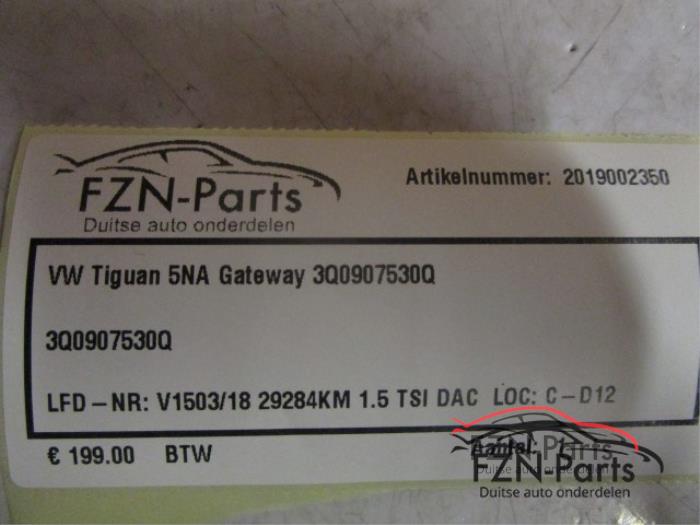 FZN-Parts
Duitse auto onderdelen
Artikelnummer: 2019002350
VW Tiguan 5NA Gateway 3Q0907530Q
3Q0907530Q
LFD-NR: V1503/18 29284KM 1.5 TSI DAC LOC: C-D12
€ 199.00 BTW
Aantal:
FZN-Parts
Duitse auto onderdelen